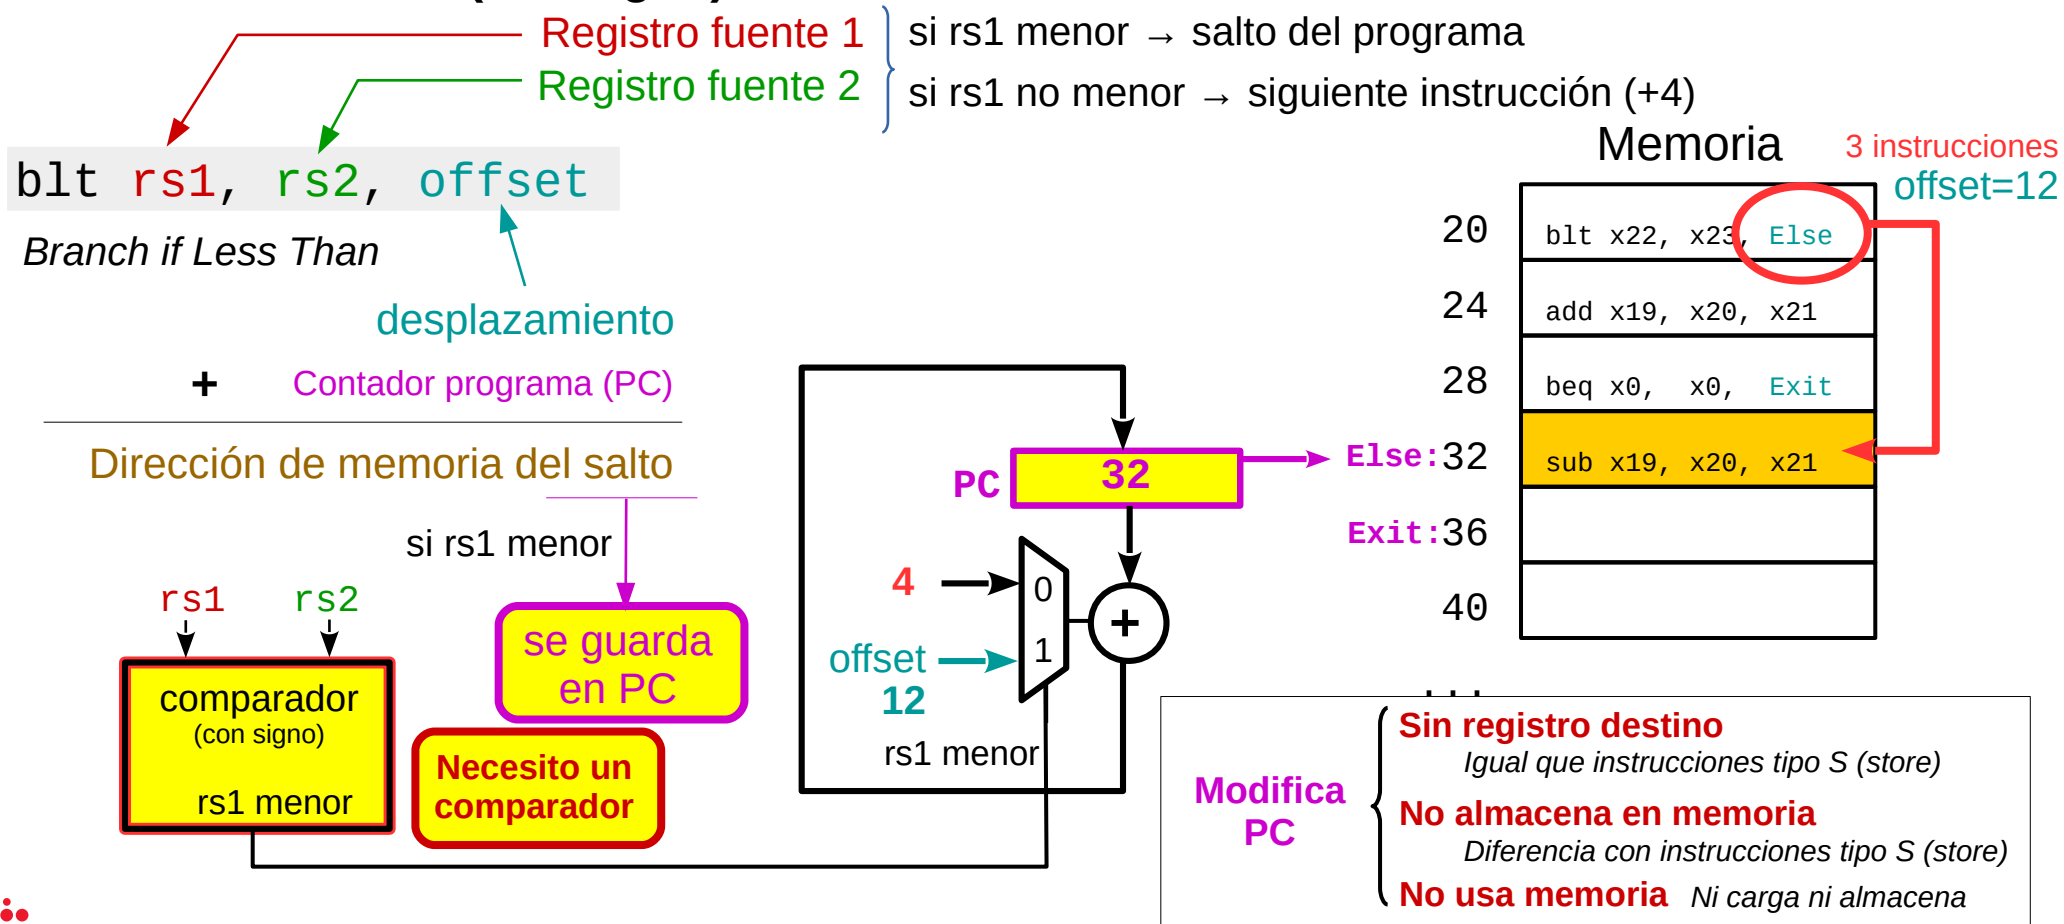 Registro fuente 1
Registro fuente 2
si rs1 menor → salto del programa
si rs1 no menor → siguiente instrucción (+4)
blt rs1, rs2, offset
Branch if Less Than
desplazamiento
+ Contador programa (PC)
Dirección de memoria del salto
si rs1 menor
se guarda
en PC
rs1 rs2
comparador
(con signo)
rs1 menor
Necesito un
comparador
PC 32
4
0
1
+
offset
12
rs1 menor
Memoria
3 instrucciones
offset=12
20 blt x22, x23, Else
24 add x19, x20, x21
28 beq x0, x0, Exit
Else:32 sub x19, x20, x21
Exit:36
40
...
Modifica
PC
Sin registro destino
Igual que instrucciones tipo S (store)
No almacena en memoria
Diferencia con instrucciones tipo S (store)
No usa memoria Ni carga ni almacena